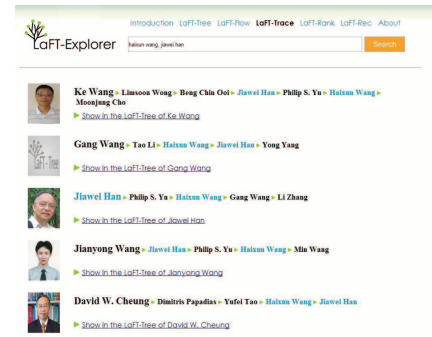 Introduction LaFT-Tree LaFT-Flow LaFT-Trace LaFT-Rank LaFT-Rec About
LaFT-Explorer
haixun wang, jiawei han
Search
Ke Wang ▸ Limsoon Wong ▸ Beng Chin Ooi ▸ Jiawei Han ▸ Philip S. Yu ▸ Haixun Wang ▸
Moonjung Cho
Show in the LaFT-Tree of Ke Wang
Gang Wang ▸ Tao Li ▸ Haixun Wang ▸ Jiawei Han ▸ Yong Yang
LaFT-Tree
Show in the LaFT-Tree of Gang Wang
Jiawei Han ▸ Philip S. Yu ▸ Haixun Wang ▸ Gang Wang ▸ Li Zhang
Show in the LaFT-Tree of Jiawei Han
Jianyong Wang ▸ Jiawei Han ▸ Philip S. Yu ▸ Haixun Wang ▸ Min Wang
Show in the LaFT-Tree of Jianyong Wang
David W. Cheung ▸ Dimitris Papadias ▸ Yufei Tao ▸ Haixun Wang ▸ Jiawei Han
Show in the LaFT-Tree of David W. Cheung